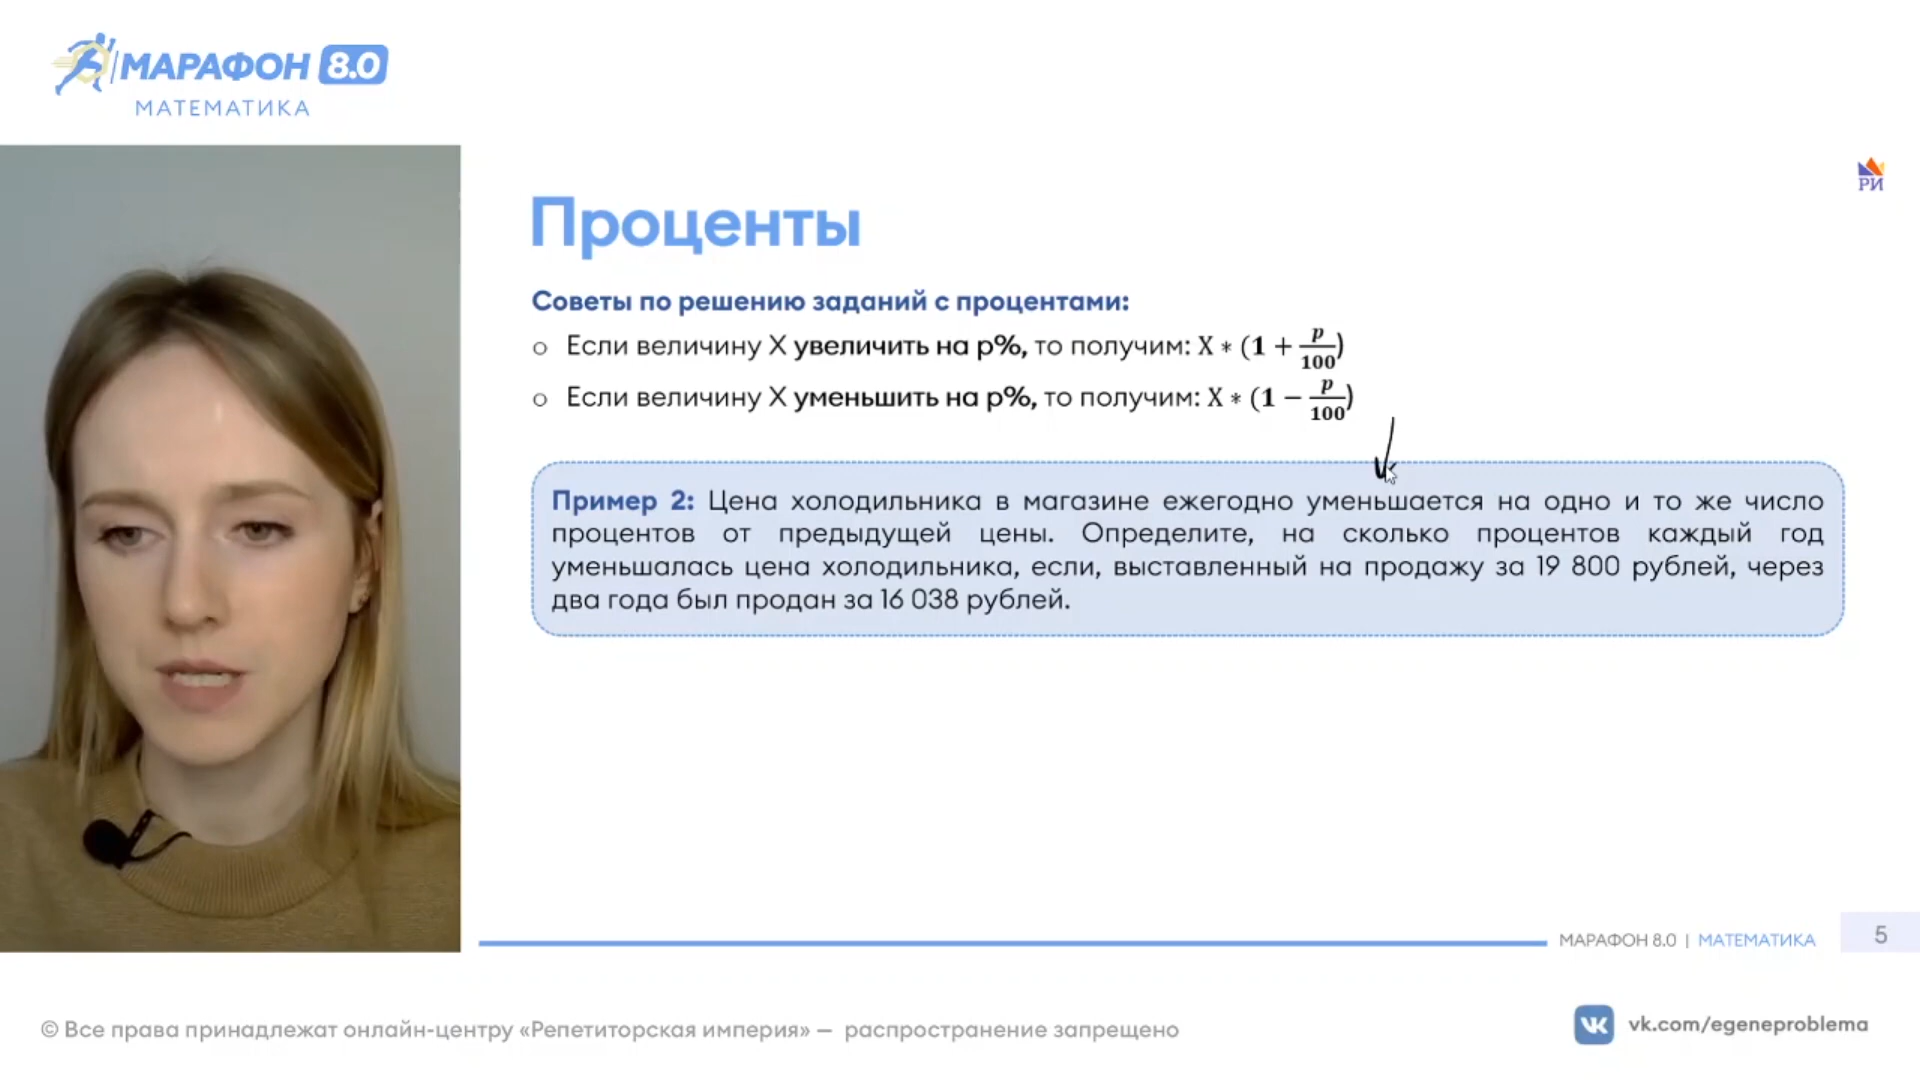 МАРАФОН 8.0
МАТЕМАТИКА
РИ
Проценты
Советы по решению заданий с процентами:
o Если величину X увеличить на p%, то получим: X * (1 + p/100)
o Если величину X уменьшить на p%, то получим: X * (1 − p/100)
Пример 2: Цена холодильника в магазине ежегодно уменьшается на одно и то же число
процентов от предыдущей цены. Определите, на сколько процентов каждый год
уменьшалась цена холодильника, если, выставленный на продажу за 19 800 рублей, через
два года был продан за 16 038 рублей.
МАРАФОН 8.0 | МАТЕМАТИКА 5
© Все права принадлежат онлайн-центру «Репетиторская империя» — распространение запрещено
vk.com/egeneproblema